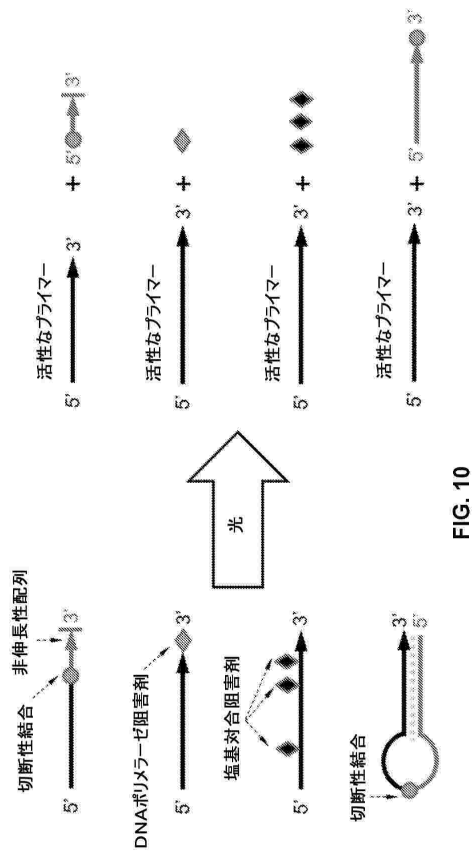 切断性結合
非伸長性配列
5' 3'
DNAポリメラーゼ阻害剤
5' 3'
塩基対合阻害剤
5' 3'
切断性結合
3'
5'
光
活性なプライマー
5' 3' + 5' 3'
活性なプライマー
5' 3' +
活性なプライマー
5' 3' +
活性なプライマー
5' 3' + 5' 3'
FIG. 10